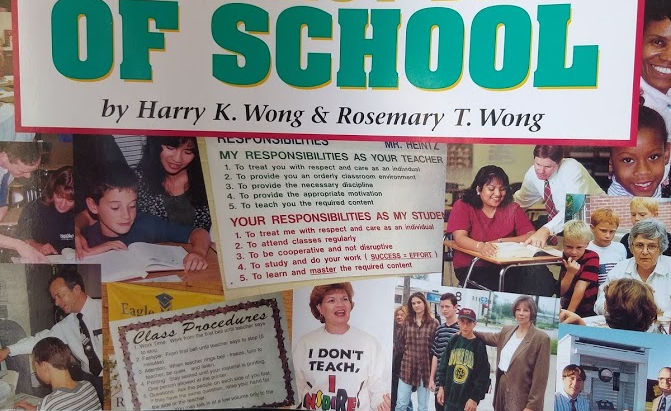 OF SCHOOL
by Harry K. Wong & Rosemary T. Wong
RESPONSIBILITIES MR. HEINTZ
MY RESPONSIBILITIES AS YOUR TEACHER
1. To treat you with respect and care as an individual
2. To provide you an orderly classroom environment
3. To provide the necessary discipline
4. To provide the appropriate motivation
5. To teach you the required content
YOUR RESPONSIBILITIES AS MY STUDEN
1. To treat me with respect and care as an individual
2. To attend classes regularly
3. To be cooperative and not disruptive
4. To study and do your work ( SUCCESS = EFFORT )
5. To learn and master the required content
Eagle
Class Procedures
I DON'T
TEACH,
I